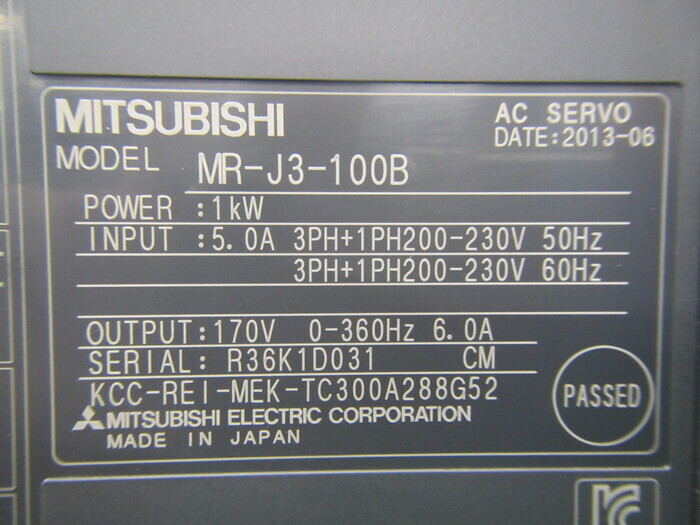 MITSUBISHI
AC SERVO
DATE:2013-06
MODEL MR-J3-100B
POWER :1kW
INPUT :5.0A 3PH+1PH200-230V 50Hz
3PH+1PH200-230V 60Hz
OUTPUT:170V 0-360Hz 6.0A
SERIAL: R36K1D031 CM
KCC-REI-MEK-TC300A288G52
PASSED
MITSUBISHI ELECTRIC CORPORATION
MADE IN JAPAN